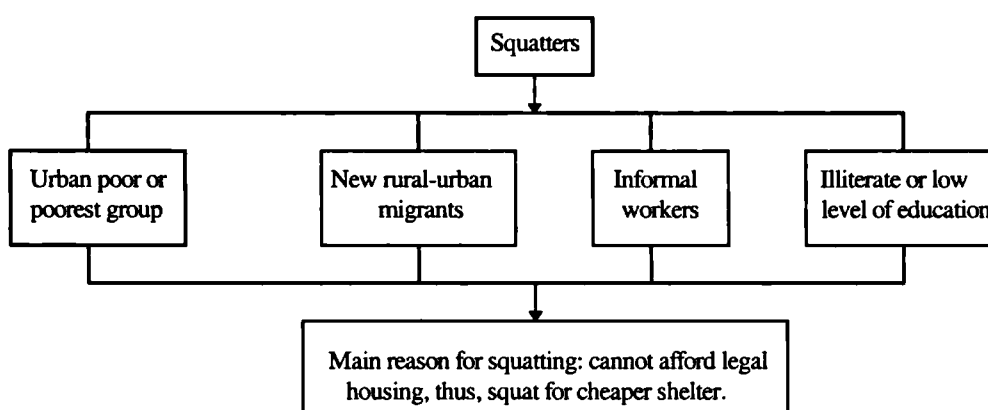 Squatters
Urban poor or
poorest group
New rural-urban
migrants
Informal
workers
Illiterate or low
level of education
Main reason for squatting: cannot afford legal
housing, thus, squat for cheaper shelter.